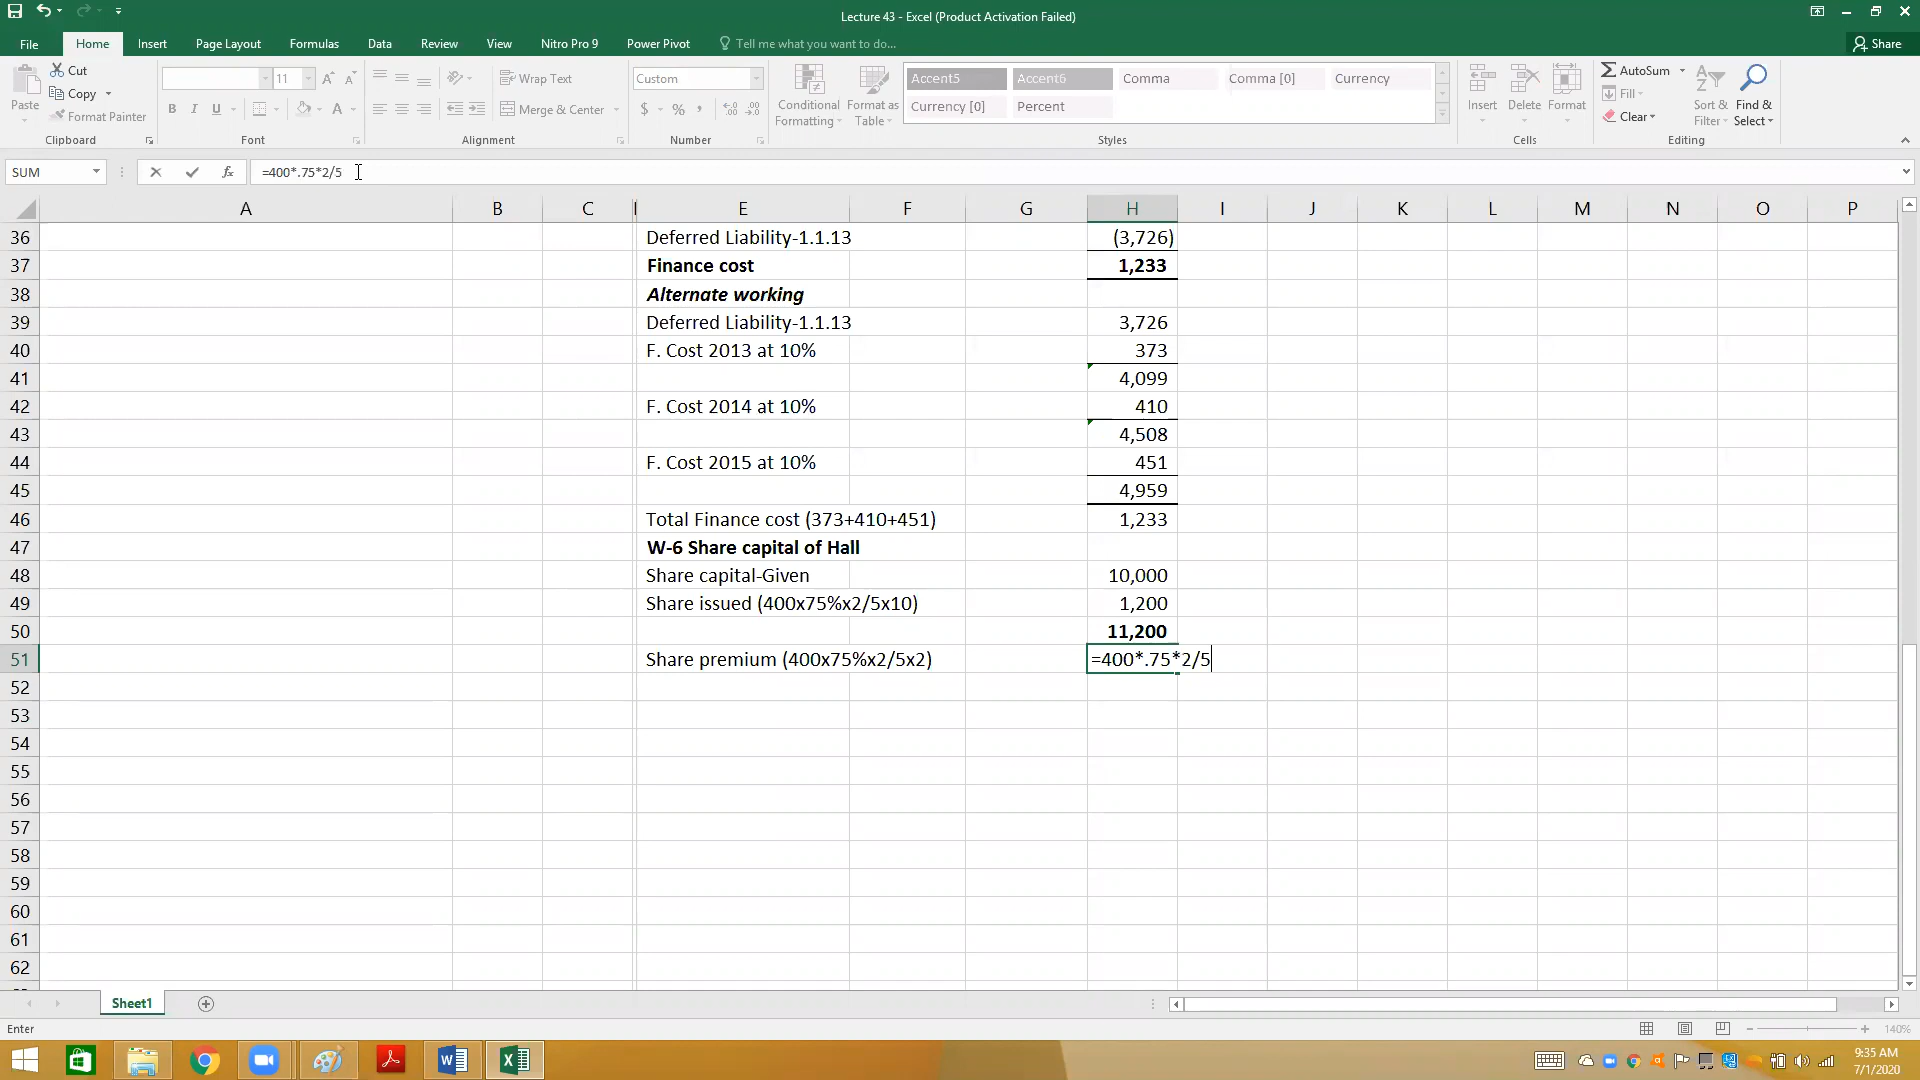 Lecture 43 - Excel (Product Activation Failed)
File Home Insert Page Layout Formulas Data Review View Nitro Pro 9 Power Pivot Tell me what you want to do... Share
Paste
Cut
Copy
Format Painter
Clipboard
11
B I U
Font
Wrap Text
Merge & Center
Alignment
Custom
$ % ,
Number
Conditional Formatting
Format as Table
Accent5 Accent6 Comma Comma [0] Currency
Currency [0] Percent
Styles
Insert Delete Format
Cells
AutoSum
Fill
Clear
Sort & Filter
Find & Select
Editing
SUM fx =400*.75*2/5
A B C E F G H I J K L M N O P
36 Deferred Liability-1.1.13 (3,726)
37 Finance cost 1,233
38 Alternate working
39 Deferred Liability-1.1.13 3,726
40 F. Cost 2013 at 10% 373
41 4,099
42 F. Cost 2014 at 10% 410
43 4,508
44 F. Cost 2015 at 10% 451
45 4,959
46 Total Finance cost (373+410+451) 1,233
47 W-6 Share capital of Hall
48 Share capital-Given 10,000
49 Share issued (400x75%x2/5x10) 1,200
50 11,200
51 Share premium (400x75%x2/5x2) =400*.75*2/5
52
53
54
55
56
57
58
59
60
61
62
Sheet1
Enter 140%
9:35 AM
7/1/2020